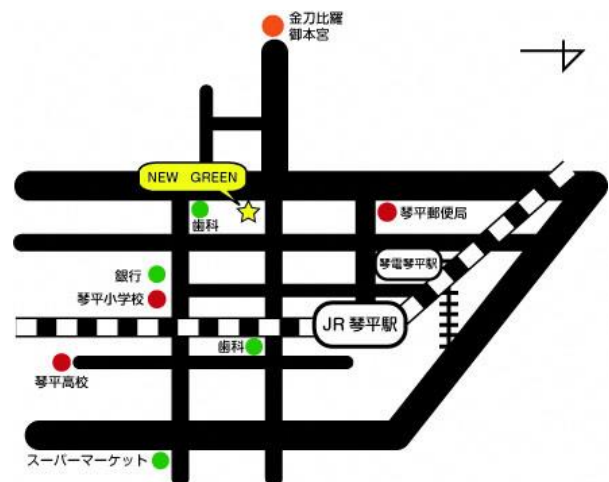 金刀比羅
御本宮
NEW GREEN
歯科
琴平郵便局
琴電琴平駅
銀行
琴平小学校
JR 琴平駅
歯科
琴平高校
スーパーマーケット